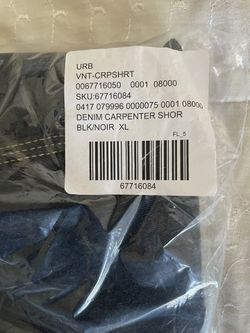 URB
VNT-CRPSHRT
0067716050 0001 08000
SKU:67716084
0417 079996 0000075 0001 08000
DENIM CARPENTER SHOR
BLK/NOIR XL
FL_5
67716084